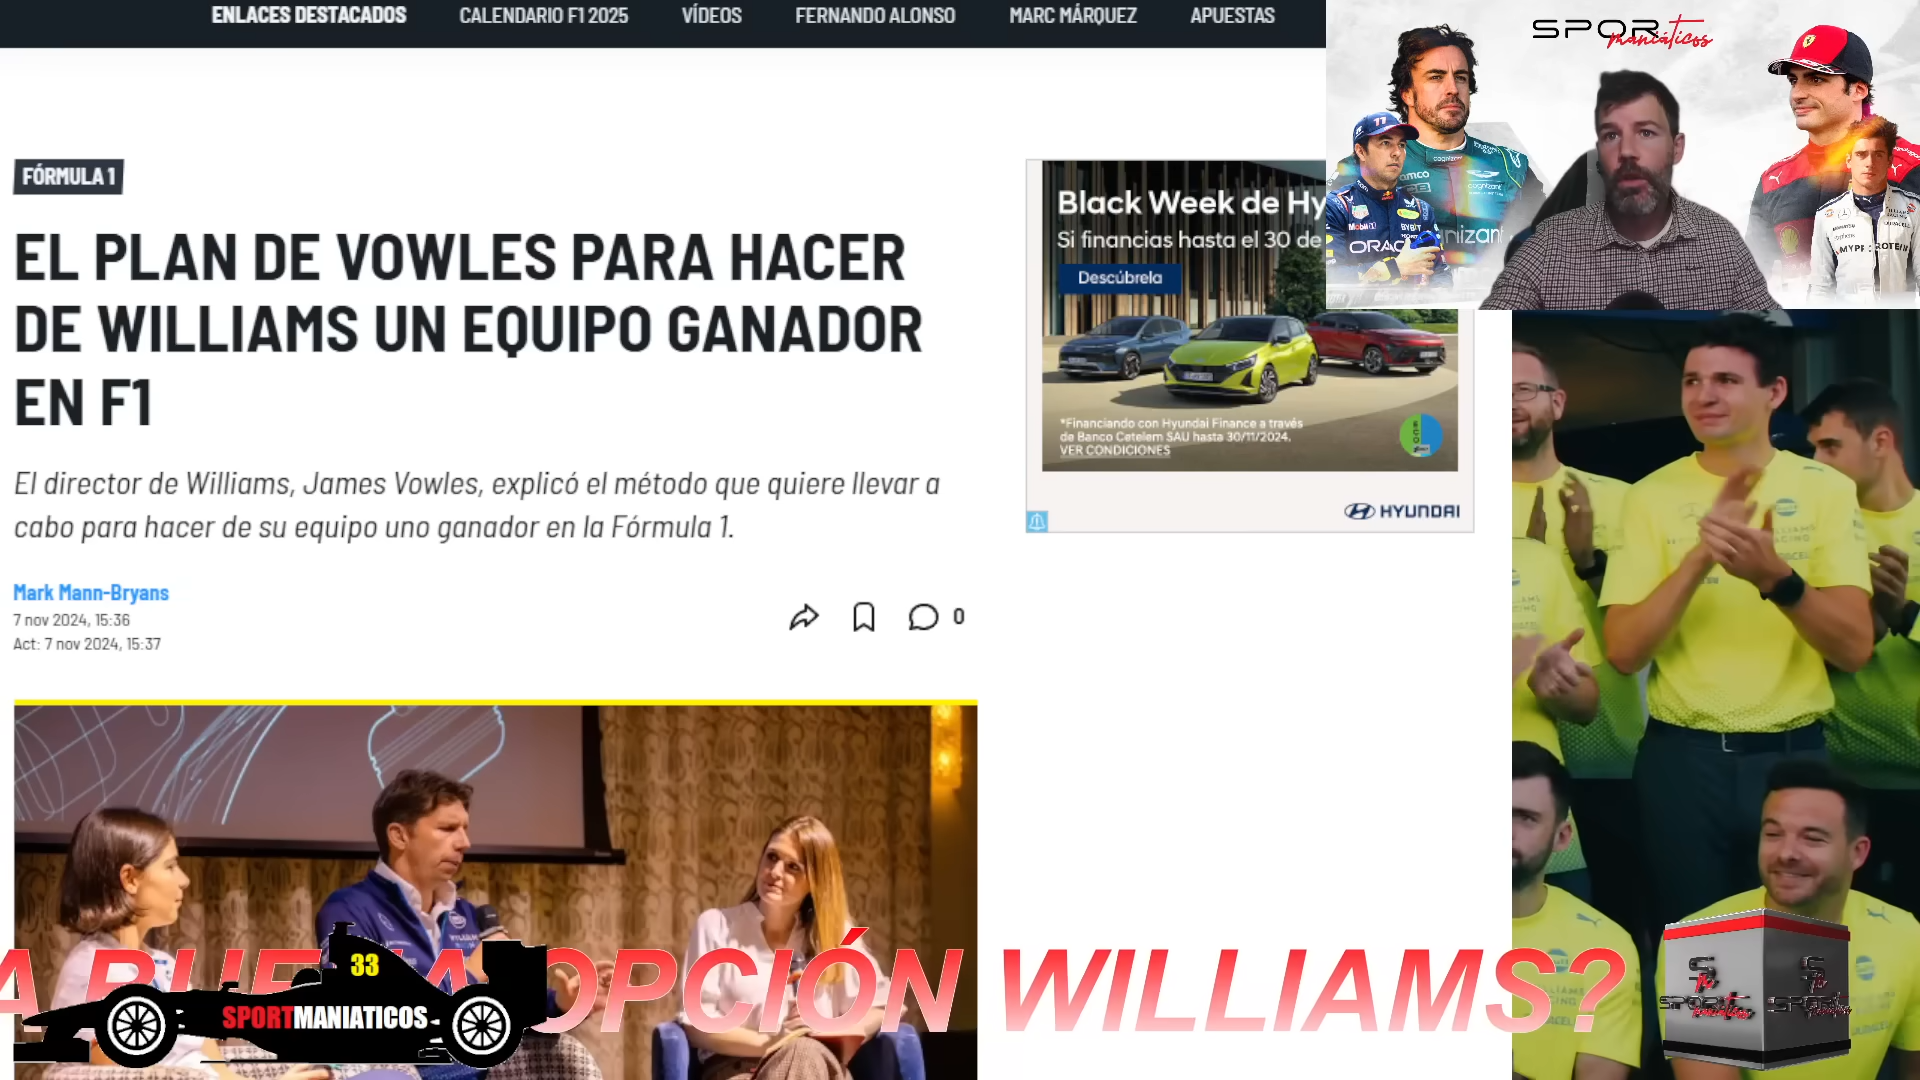 ENLACES DESTACADOS CALENDARIO F1 2025 VÍDEOS FERNANDO ALONSO MARC MÁRQUEZ APUESTAS
FÓRMULA 1
EL PLAN DE VOWLES PARA HACER
DE WILLIAMS UN EQUIPO GANADOR
EN F1
El director de Williams, James Vowles, explicó el método que quiere llevar a
cabo para hacer de su equipo uno ganador en la Fórmula 1.
Mark Mann-Bryans
7 nov 2024, 15:36
Act: 7 nov 2024, 15:37
0
Black Week de Hy
Si financias hasta el 30 de
Descúbrela
*Financiando con Hyundai Finance a través
de Banco Cetelem SAU hasta 30/11/2024.
VER CONDICIONES
HYUNDAI
SPORT
maniáticos
11
cognizant
ORAC
A OPCIÓN WILLIAMS?
33
SPORTMANIATICOS